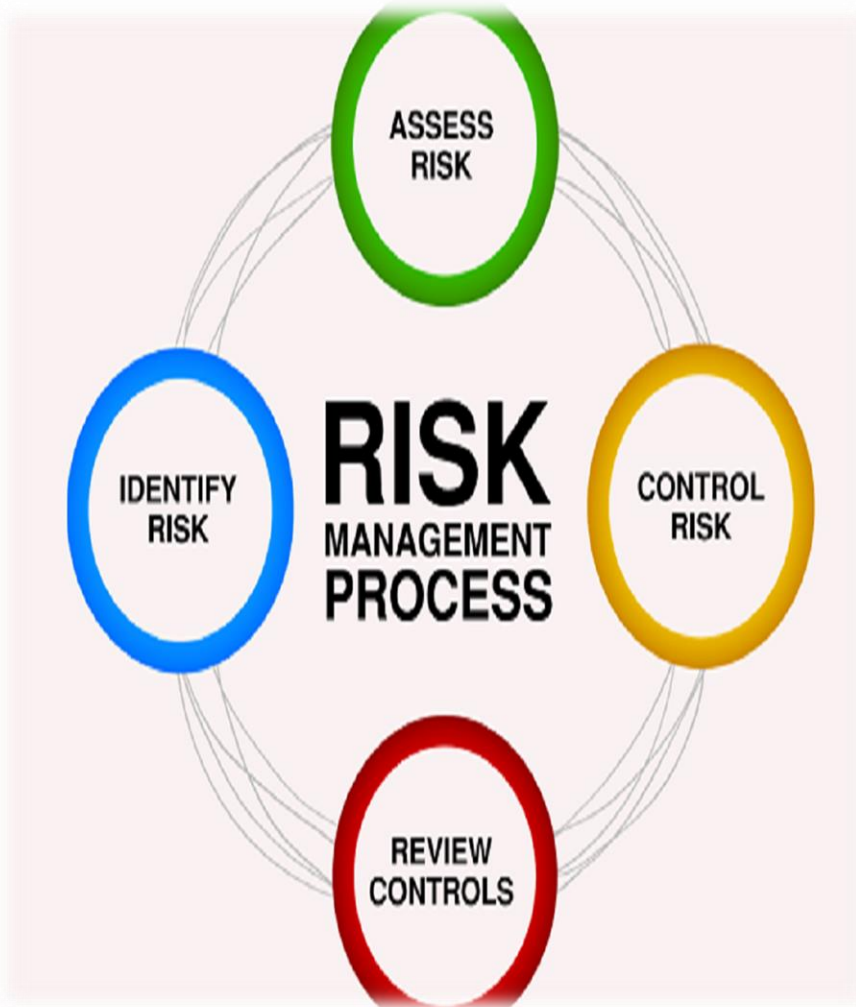 ASSESS
RISK
IDENTIFY
RISK
RISK
MANAGEMENT
PROCESS
CONTROL
RISK
REVIEW
CONTROLS